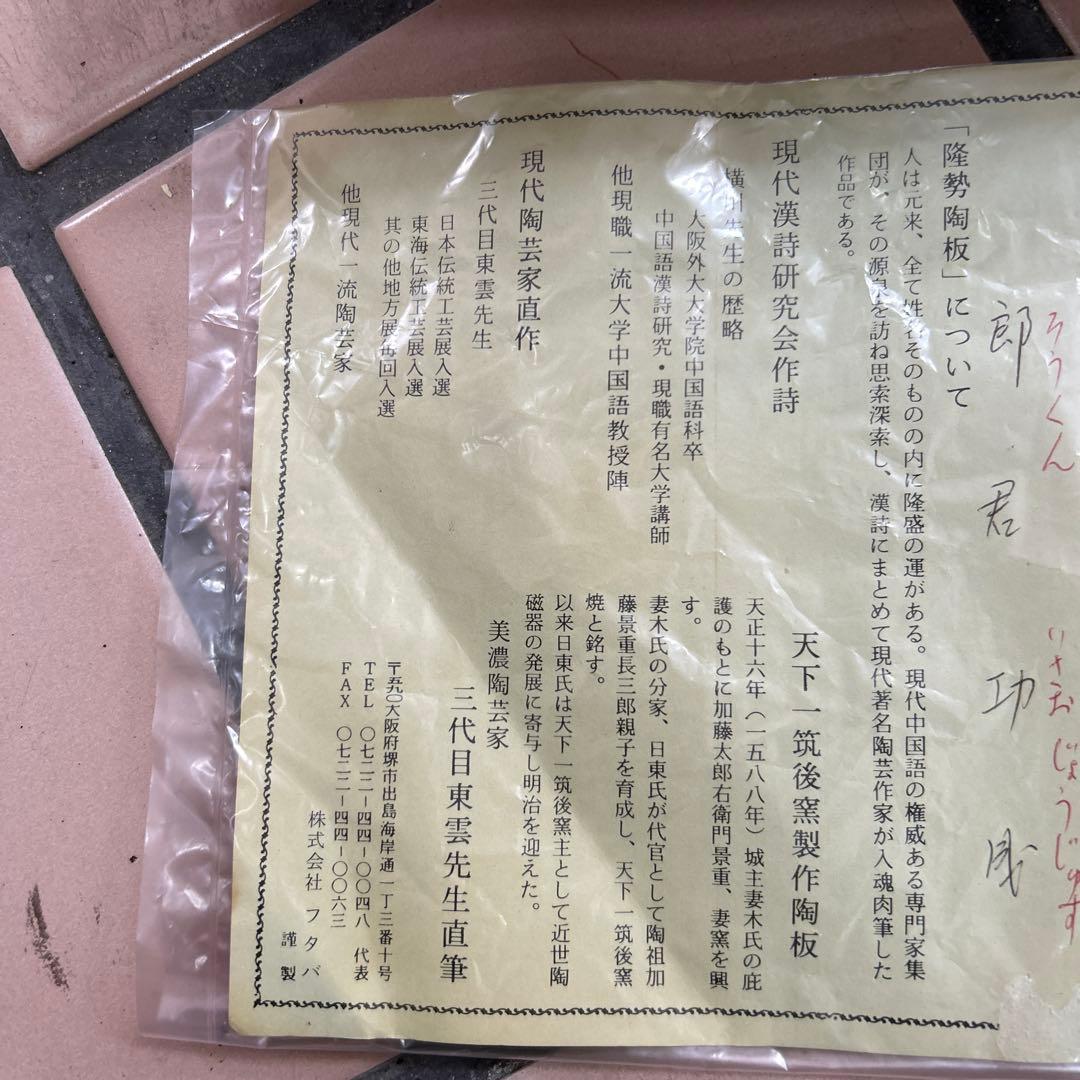 ろうくん いさお じょうじゅす
郎君功成
「隆勢陶板」について
人は元来、全て姓名そのものの内に隆盛の運がある。現代中国語の権威ある専門家集
団が、その源泉を訪ね思索深索し、漢詩にまとめて現代著名陶芸作家が入魂肉筆した
作品である。
現代漢詩研究会作詩
横川先生の歴略
大阪外大大学院中国語科卒
中国語漢詩研究・現職有名大学講師
他現職一流大学中国語教授陣
現代陶芸家直作
三代目東雲先生
日本伝統工芸展入選
東海伝統工芸展入選
其の他地方展毎回入選
他現代一流陶芸家
天下一筑後窯製作陶板
天正十六年(一五八八年)城主妻木氏の庇
護のもとに加藤太郎右衛門景重、妻窯を興
す。
妻木氏の分家、日東氏が代官として陶祖加
藤景重長三郎親子を育成し、天下一筑後窯
焼と銘す。
以来日東氏は天下一筑後窯主として近世陶
磁器の発展に寄与し明治を迎えた。
美濃陶芸家
三代目東雲先生直筆
〒五九〇大阪府堺市出島海岸通一丁三番十号
TEL 〇七二二-四四-〇〇四八 代表
FAX 〇七二二-四四-〇〇六三
株式会社 フタバ
謹製